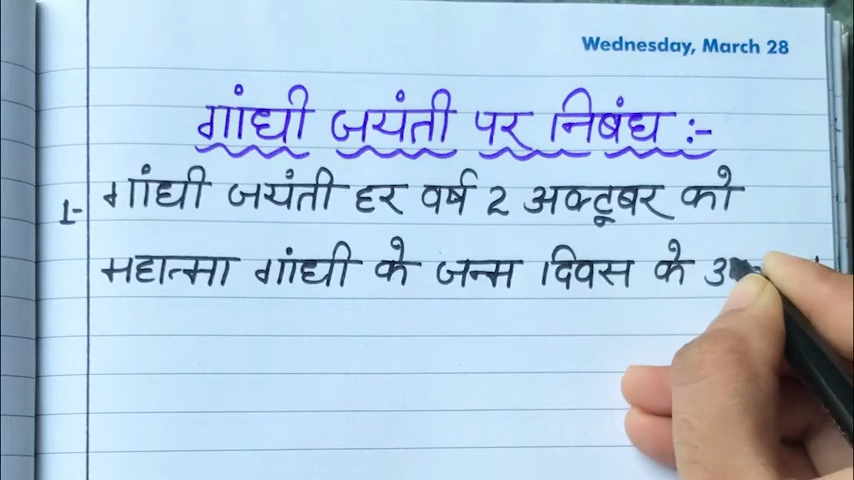 Wednesday, March 28
गांधी जयंती पर निबंध :-
1- गांधी जयंती हर वर्ष 2 अक्टूबर को
महात्मा गांधी के जन्म दिवस के